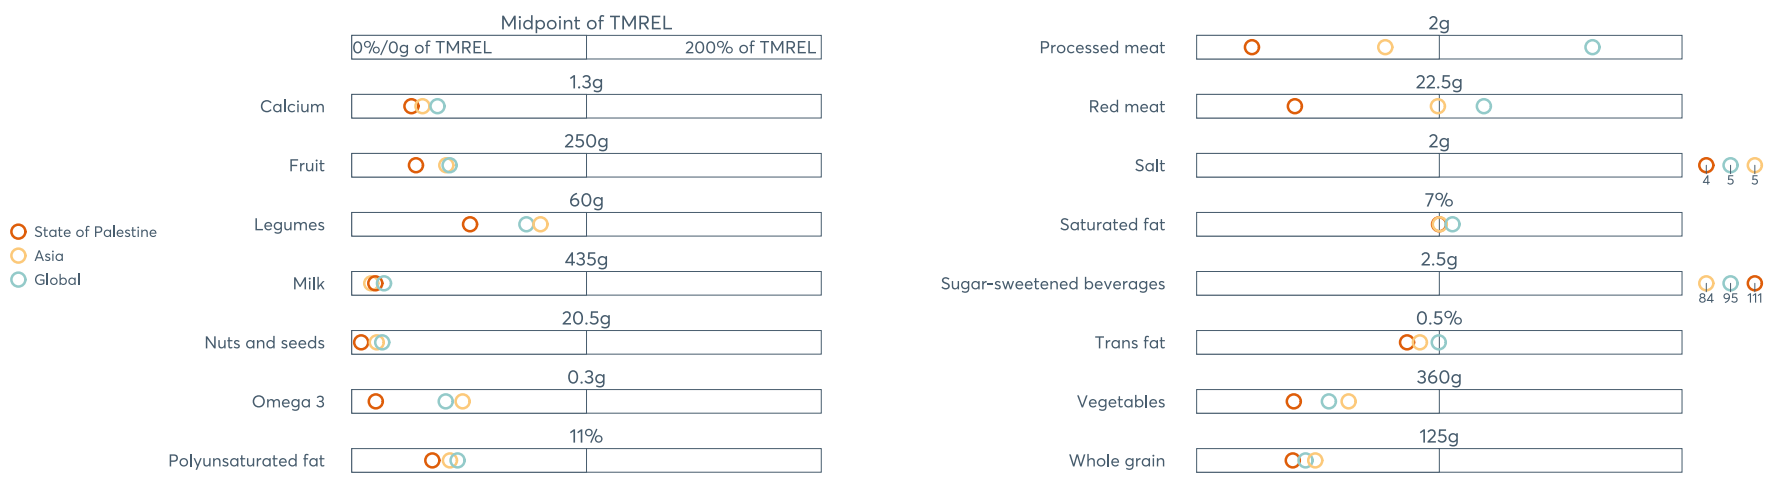 Midpoint of TMREL
0%/0g of TMREL 200% of TMREL
Calcium 1.3g
Fruit 250g
Legumes 60g
Milk 435g
Nuts and seeds 20.5g
Omega 3 0.3g
Polyunsaturated fat 11%
State of Palestine
Asia
Global
Processed meat 2g
Red meat 22.5g
Salt 2g
4 5 5
Saturated fat 7%
Sugar-sweetened beverages 2.5g
84 95 111
Trans fat 0.5%
Vegetables 360g
Whole grain 125g